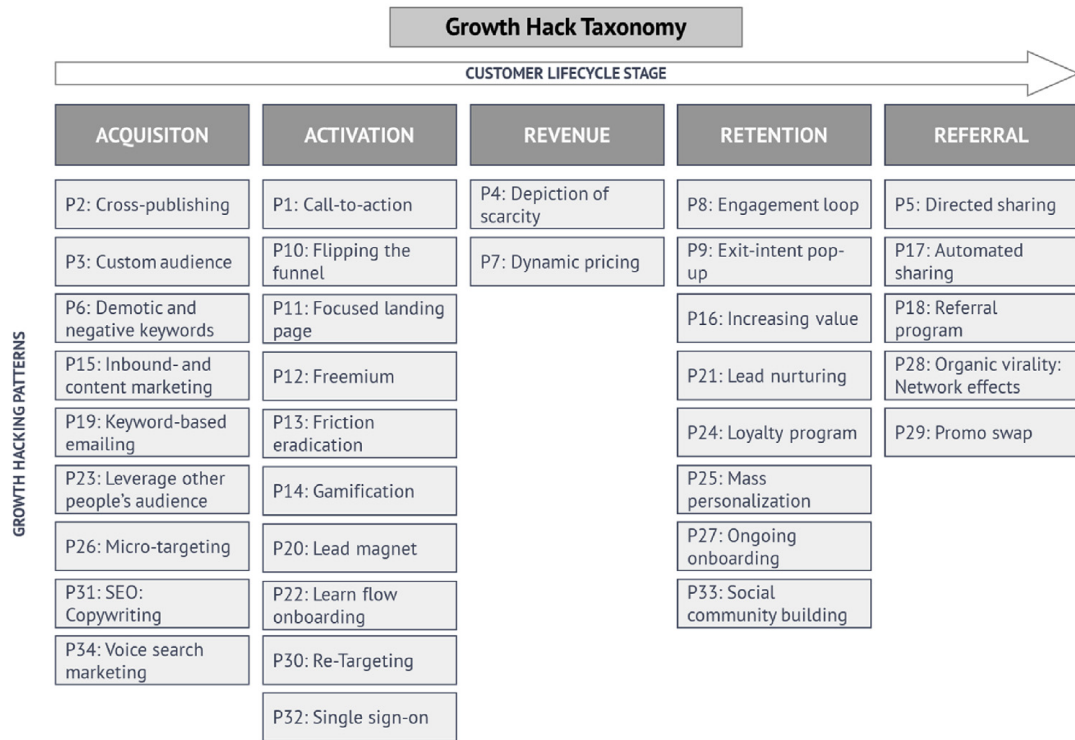 Growth Hack Taxonomy
CUSTOMER LIFECYCLE STAGE
GROWTH HACKING PATTERNS
ACQUISITON
P2: Cross-publishing
P3: Custom audience
P6: Demotic and
negative keywords
P15: Inbound- and
content marketing
P19: Keyword-based
emailing
P23: Leverage other
people's audience
P26: Micro-targeting
P31: SEO:
Copywriting
P34: Voice search
marketing
ACTIVATION
P1: Call-to-action
P10: Flipping the
funnel
P11: Focused landing
page
P12: Freemium
P13: Friction
eradication
P14: Gamification
P20: Lead magnet
P22: Learn flow
onboarding
P30: Re-Targeting
P32: Single sign-on
REVENUE
P4: Depiction of
scarcity
P7: Dynamic pricing
RETENTION
P8: Engagement loop
P9: Exit-intent pop-
up
P16: Increasing value
P21: Lead nurturing
P24: Loyalty program
P25: Mass
personalization
P27: Ongoing
onboarding
P33: Social
community building
REFERRAL
P5: Directed sharing
P17: Automated
sharing
P18: Referral
program
P28: Organic virality:
Network effects
P29: Promo swap